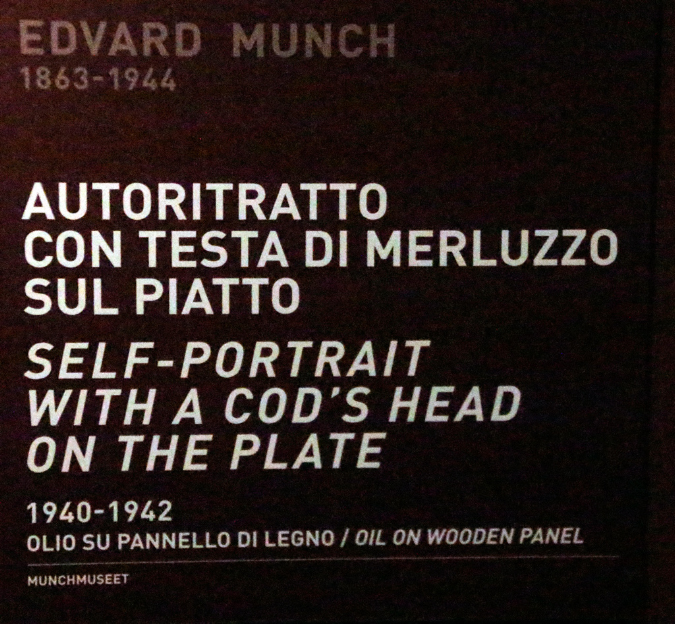 EDVARD MUNCH
1863-1944
AUTORITRATTO
CON TESTA DI MERLUZZO
SUL PIATTO
SELF-PORTRAIT
WITH A COD'S HEAD
ON THE PLATE
1940-1942
OLIO SU PANNELLO DI LEGNO / OIL ON WOODEN PANEL
MUNCHMUSEET